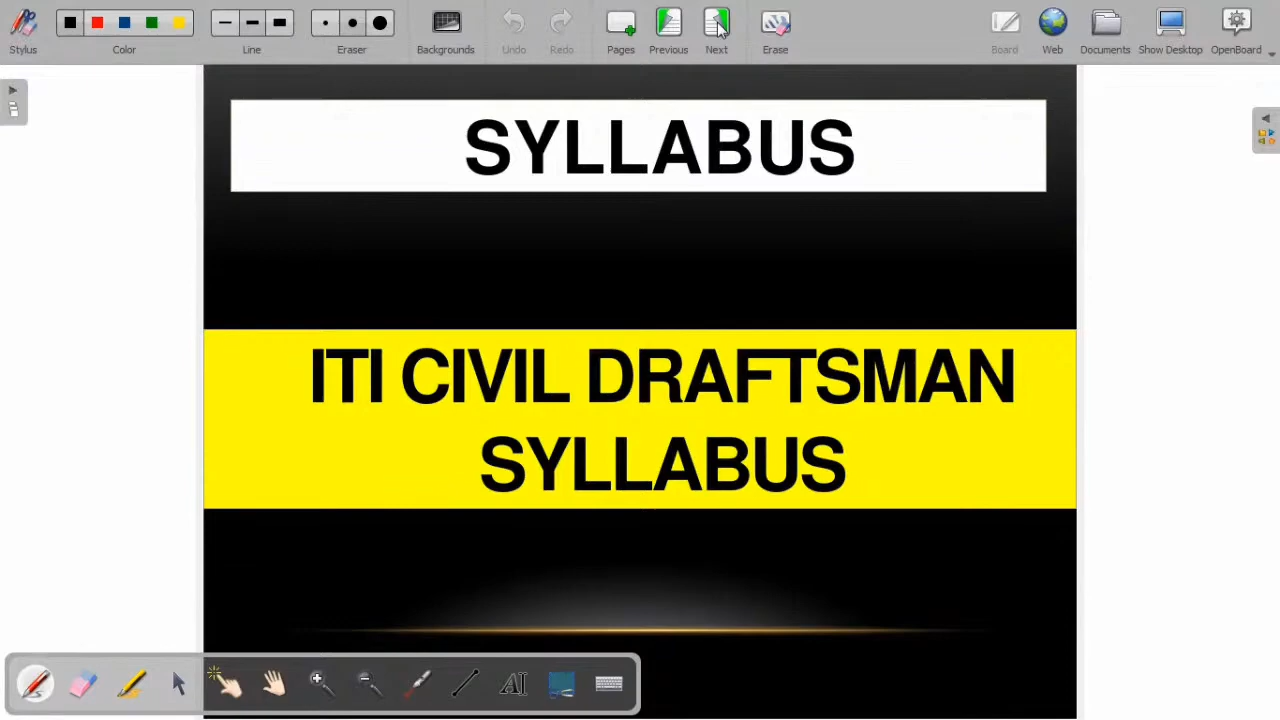 Stylus
Color
Line
Eraser
Backgrounds
Undo
Redo
Pages
Previous
Next
Erase
Board
Web
Documents
Show Desktop
OpenBoard
SYLLABUS
ITI CIVIL DRAFTSMAN
SYLLABUS
AI